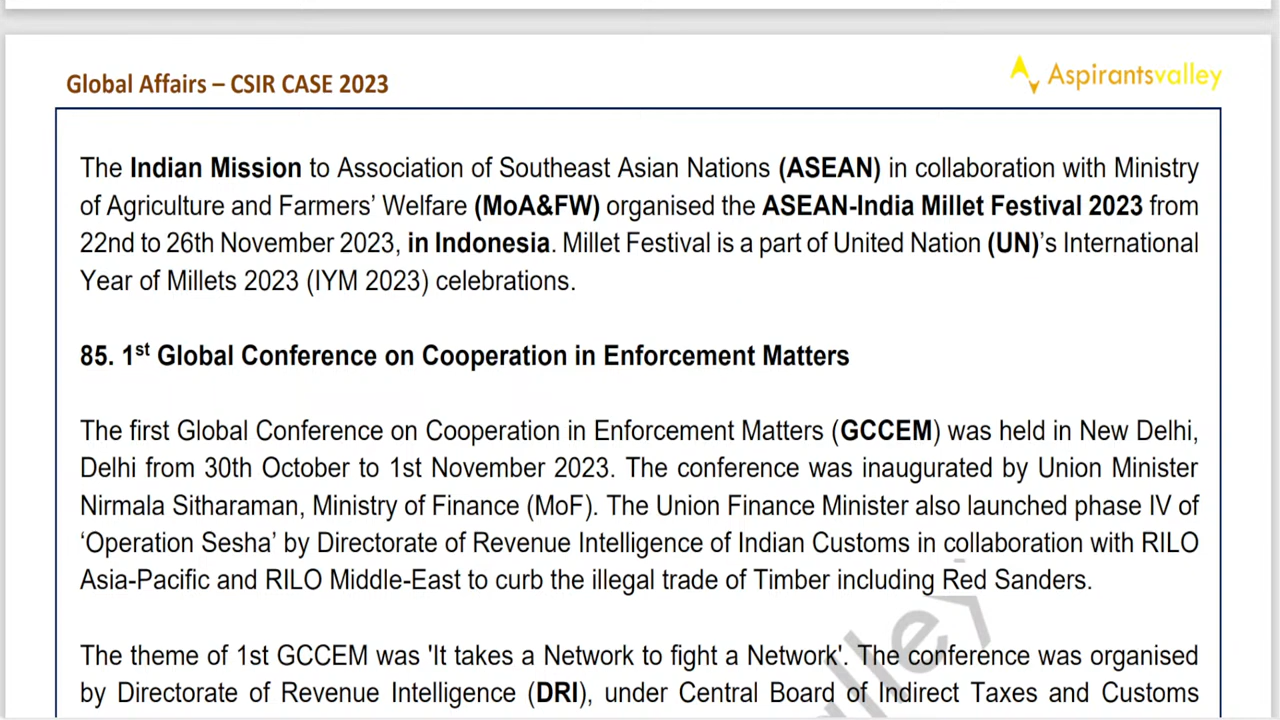 Global Affairs – CSIR CASE 2023
Aspirantsvalley
The Indian Mission to Association of Southeast Asian Nations (ASEAN) in collaboration with Ministry
of Agriculture and Farmers’ Welfare (MoA&FW) organised the ASEAN-India Millet Festival 2023 from
22nd to 26th November 2023, in Indonesia. Millet Festival is a part of United Nation (UN)’s International
Year of Millets 2023 (IYM 2023) celebrations.
85. 1st Global Conference on Cooperation in Enforcement Matters
The first Global Conference on Cooperation in Enforcement Matters (GCCEM) was held in New Delhi,
Delhi from 30th October to 1st November 2023. The conference was inaugurated by Union Minister
Nirmala Sitharaman, Ministry of Finance (MoF). The Union Finance Minister also launched phase IV of
‘Operation Sesha’ by Directorate of Revenue Intelligence of Indian Customs in collaboration with RILO
Asia-Pacific and RILO Middle-East to curb the illegal trade of Timber including Red Sanders.
The theme of 1st GCCEM was 'It takes a Network to fight a Network'. The conference was organised
by Directorate of Revenue Intelligence (DRI), under Central Board of Indirect Taxes and Customs